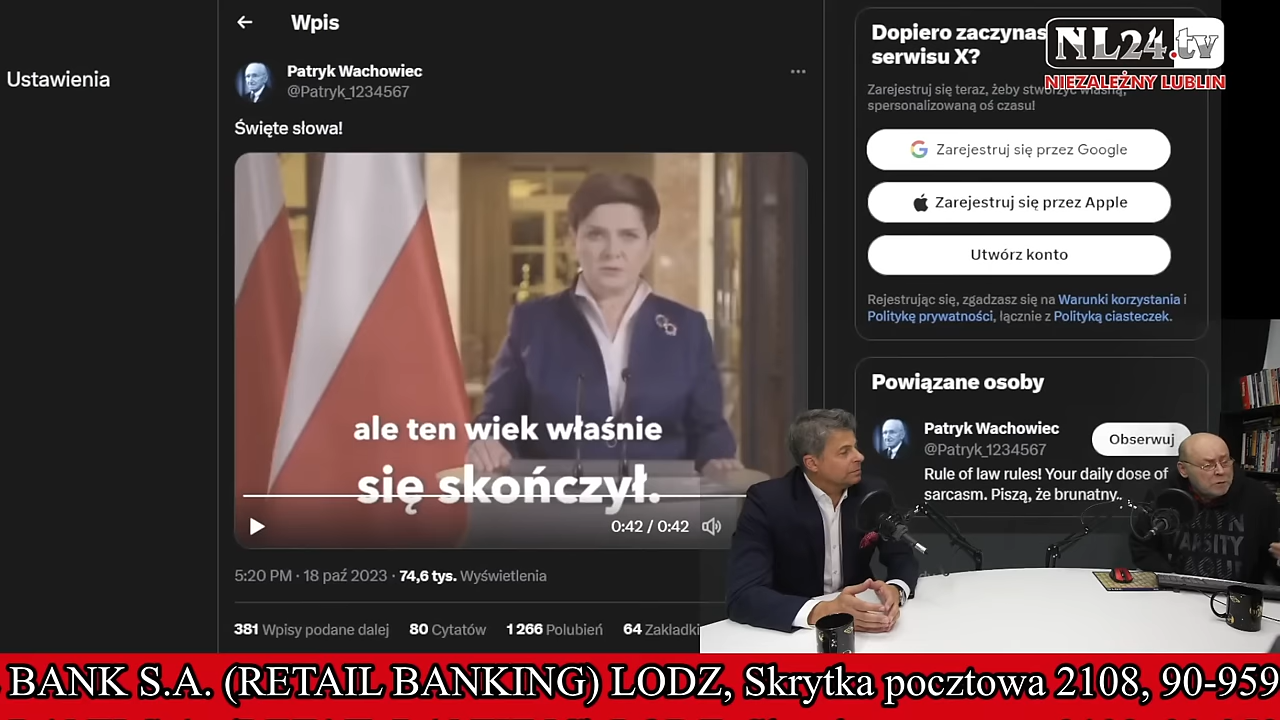 Ustawienia
Wpis
Patryk Wachowiec
@Patryk_1234567
Święte słowa!
ale ten wiek właśnie
się skończył.
0:42 / 0:42
5:20 PM · 18 paź 2023 · 74,6 tys. Wyświetlenia
381 Wpisy podane dalej 80 Cytatów 1 266 Polubień 64 Zakładki
Dopiero zaczynasz
serwisu X?
Zarejestruj się teraz, żeby stworzyć własną,
spersonalizowaną oś czasu!
Zarejestruj się przez Google
Zarejestruj się przez Apple
Utwórz konto
Rejestrując się, zgadzasz się na Warunki korzystania i
Politykę prywatności, łącznie z Polityką ciasteczek.
Powiązane osoby
Patryk Wachowiec
@Patryk_1234567
Obserwuj
Rule of law rules! Your daily dose of
sarcasm. Piszą, że brunatny..
NL24.tv
NIEZALEŻNY LUBLIN
BANK S.A. (RETAIL BANKING) LODZ, Skrytka pocztowa 2108, 90-959